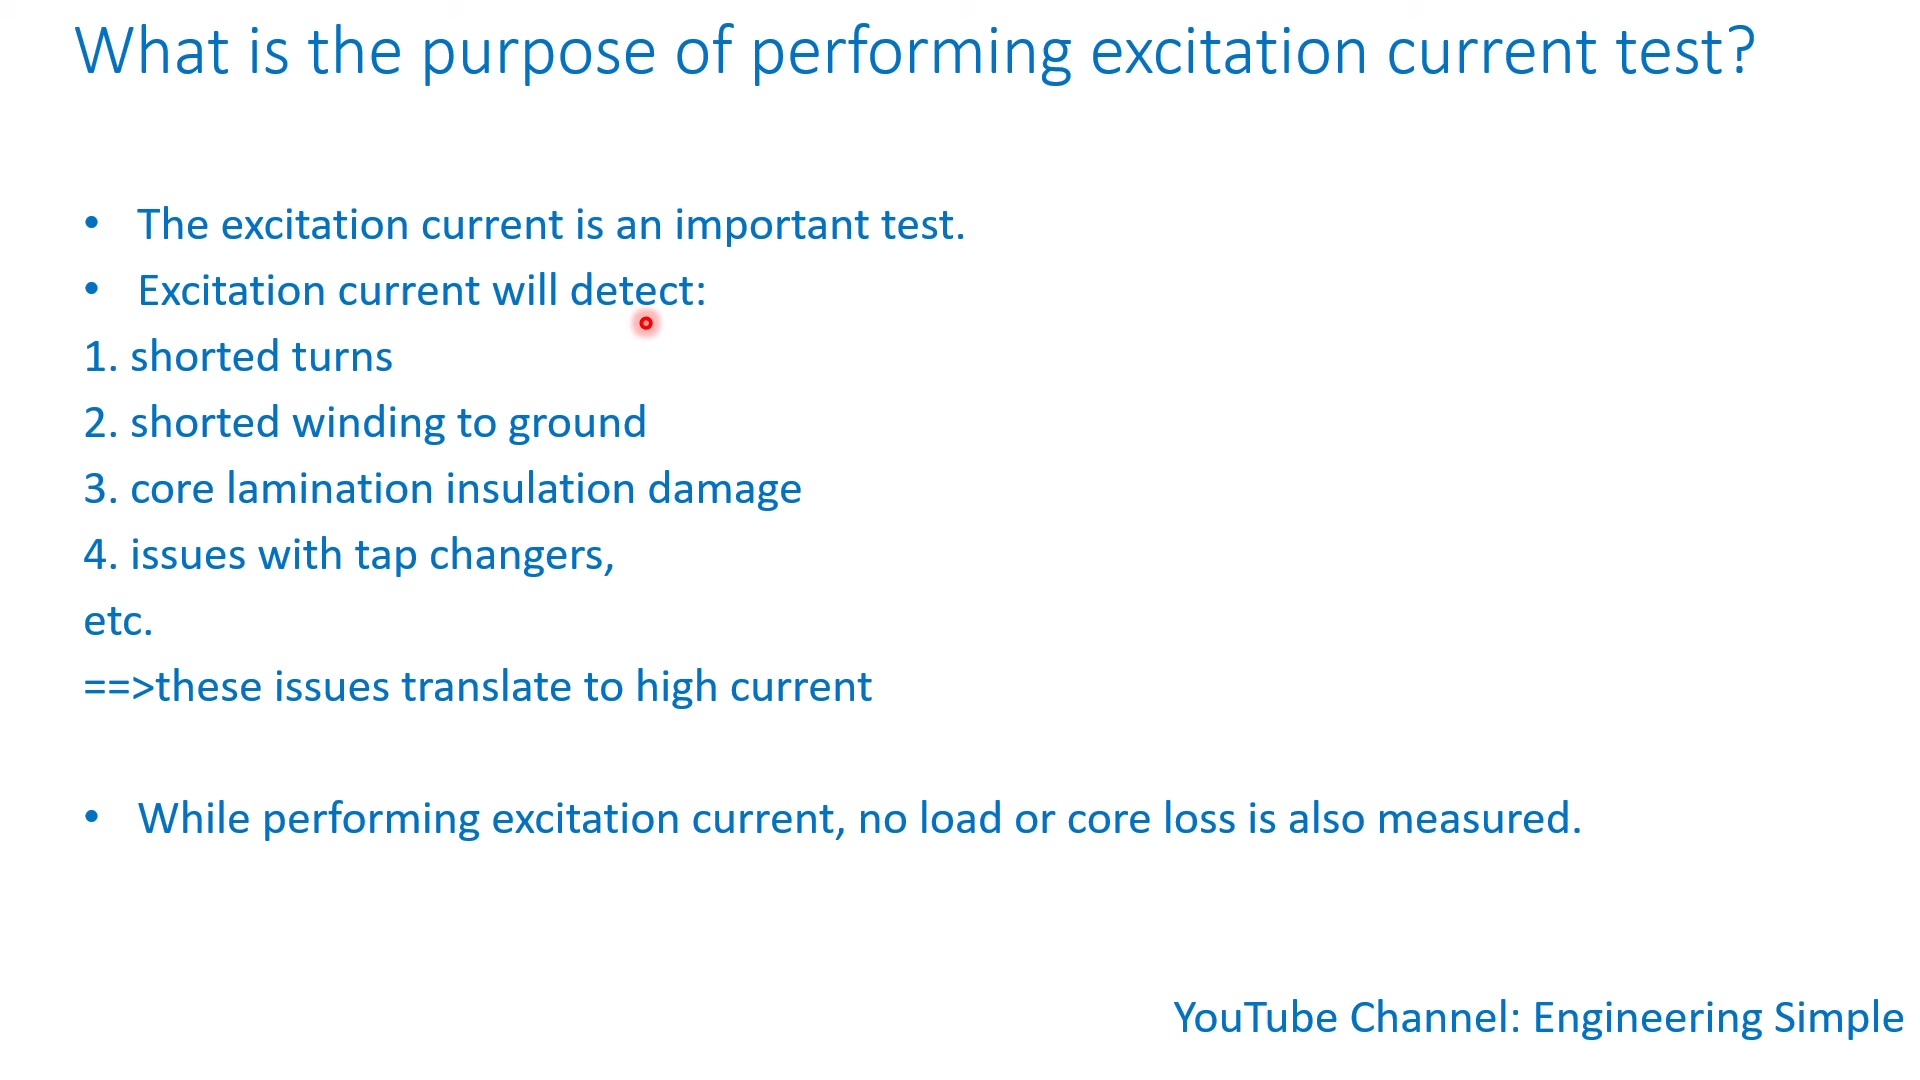 What is the purpose of performing excitation current test?
• The excitation current is an important test.
• Excitation current will detect:
1. shorted turns
2. shorted winding to ground
3. core lamination insulation damage
4. issues with tap changers,
etc.
==>these issues translate to high current
• While performing excitation current, no load or core loss is also measured.
YouTube Channel: Engineering Simple